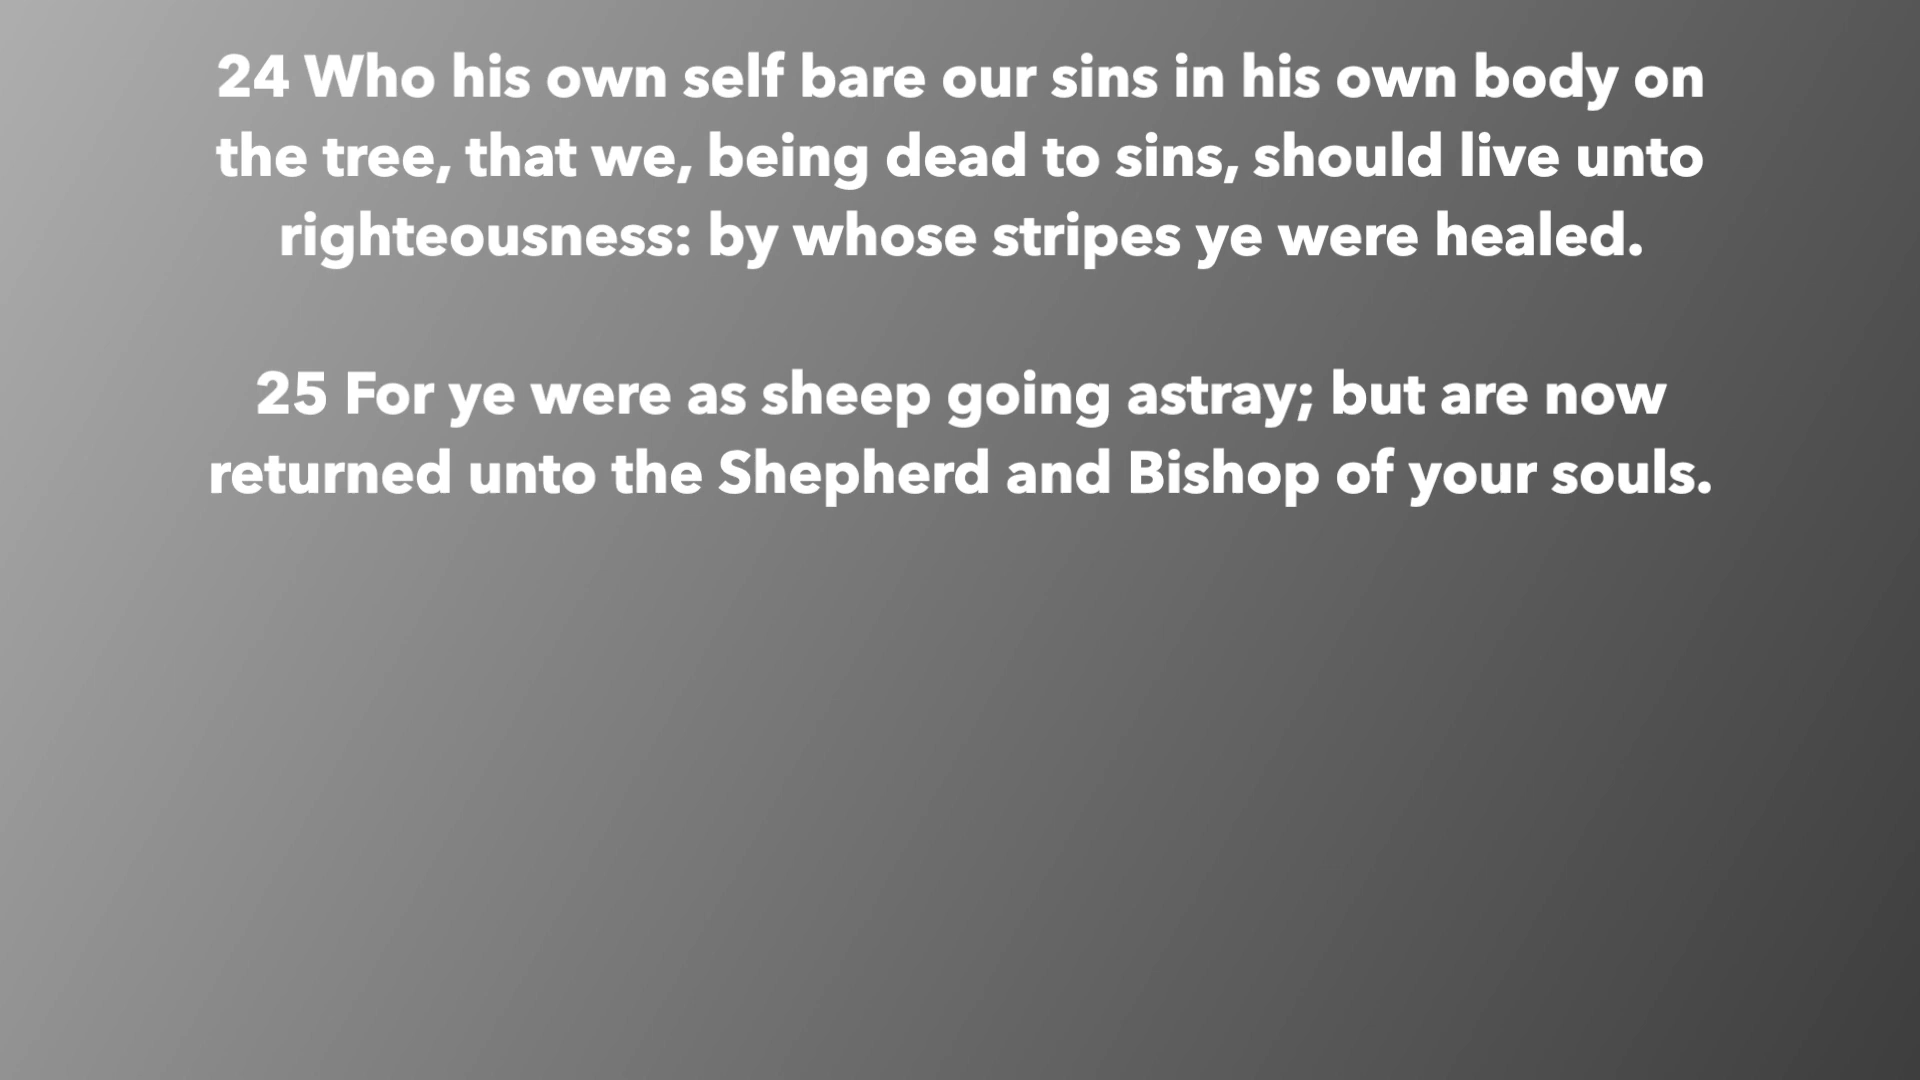 24 Who his own self bare our sins in his own body on
the tree, that we, being dead to sins, should live unto
righteousness: by whose stripes ye were healed.
25 For ye were as sheep going astray; but are now
returned unto the Shepherd and Bishop of your souls.